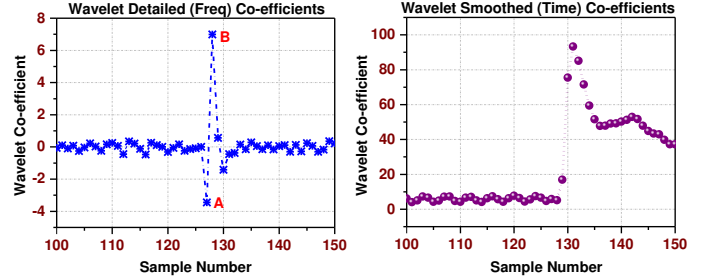 Wavelet Detailed (Freq) Co-efficients
Wavelet Co-efficient
8
6
4
2
0
-2
-4
B
A
100 110 120 130 140 150
Sample Number
Wavelet Smoothed (Time) Co-efficients
Wavelet Co-efficient
100
80
60
40
20
0
100 110 120 130 140 150
Sample Number